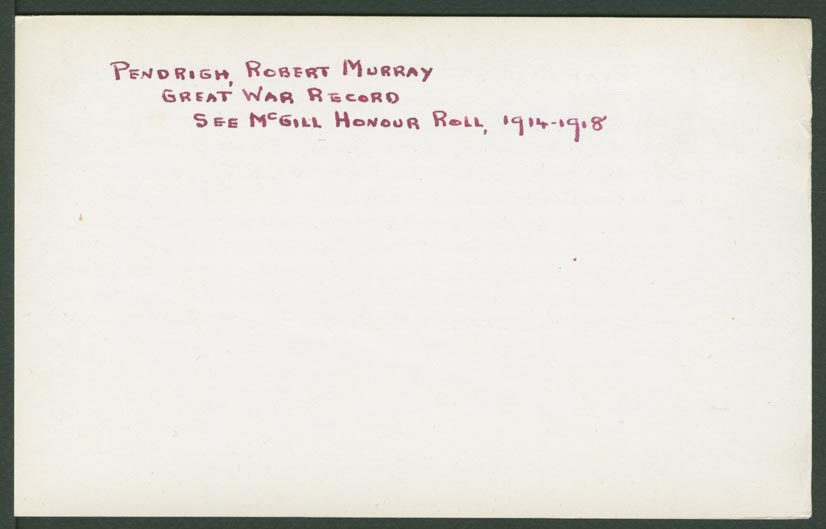 PENDRIGH, ROBERT MURRAY
GREAT WAR RECORD
SEE McGILL HONOUR ROLL, 1914-1918